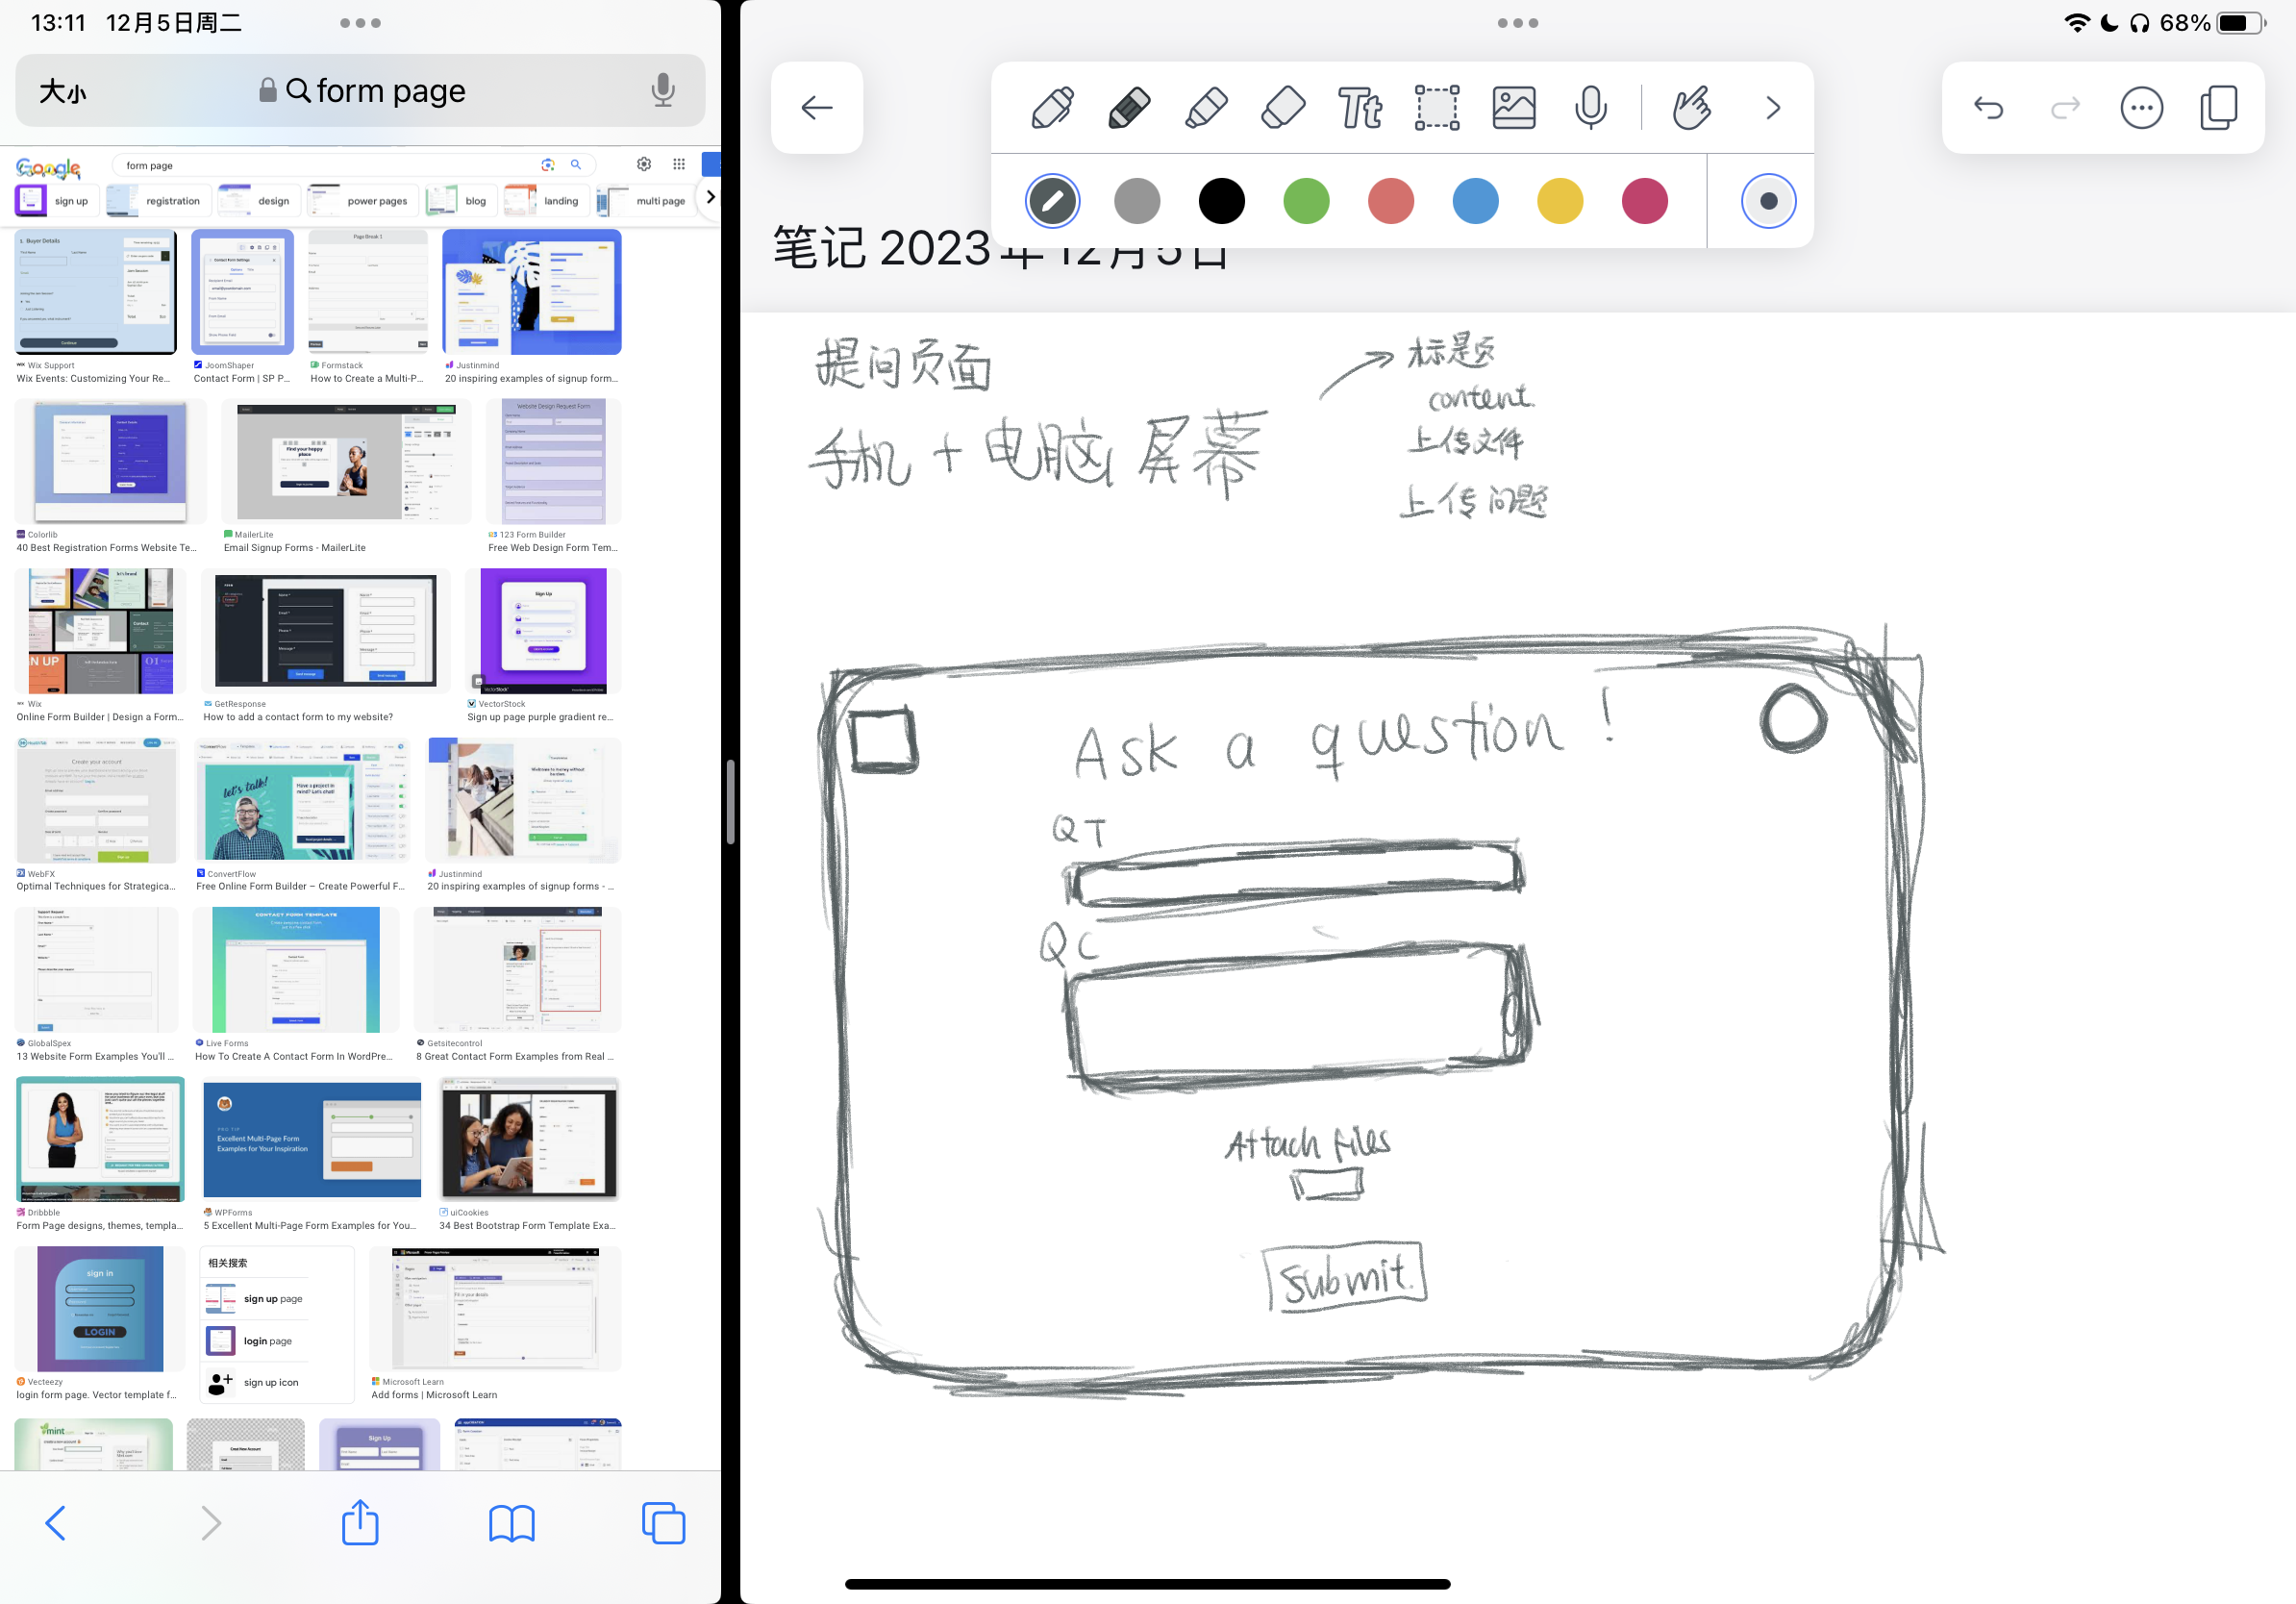 13:11 12月5日周二
大小 form page
Google form page
sign up registration design power pages blog landing multi page
Wix Support
Wix Events: Customizing Your Re...
JoomShaper
Contact Form | SP P...
Formstack
How to Create a Multi-P...
Justinmind
20 inspiring examples of signup form...
Colorlib
40 Best Registration Forms Website Te...
MailerLite
Email Signup Forms - MailerLite
123 Form Builder
Free Web Design Form Tem...
Wix
Online Form Builder | Design a Form...
GetResponse
How to add a contact form to my website?
VectorStock
Sign up page purple gradient re...
WebFX
Optimal Techniques for Strategica...
ConvertFlow
Free Online Form Builder – Create Powerful F...
Justinmind
20 inspiring examples of signup forms - ...
GlobalSpex
13 Website Form Examples You'll ...
Live Forms
How To Create A Contact Form In WordPre...
Getsitecontrol
8 Great Contact Form Examples from Real ...
Dribbble
Form Page designs, themes, templa...
WPForms
5 Excellent Multi-Page Form Examples for You...
uiCookies
34 Best Bootstrap Form Template Exa...
Vecteezy
login form page. Vector template f...
相关搜索
sign up page
login page
sign up icon
Microsoft Learn
Add forms | Microsoft Learn
68%
Tt
笔记 2023年 12月5日
提问页面
手机 + 电脑 屏幕
标题页
content
上传文件
上传问题
Ask a question!
QT
QC
Attach Files
Submit